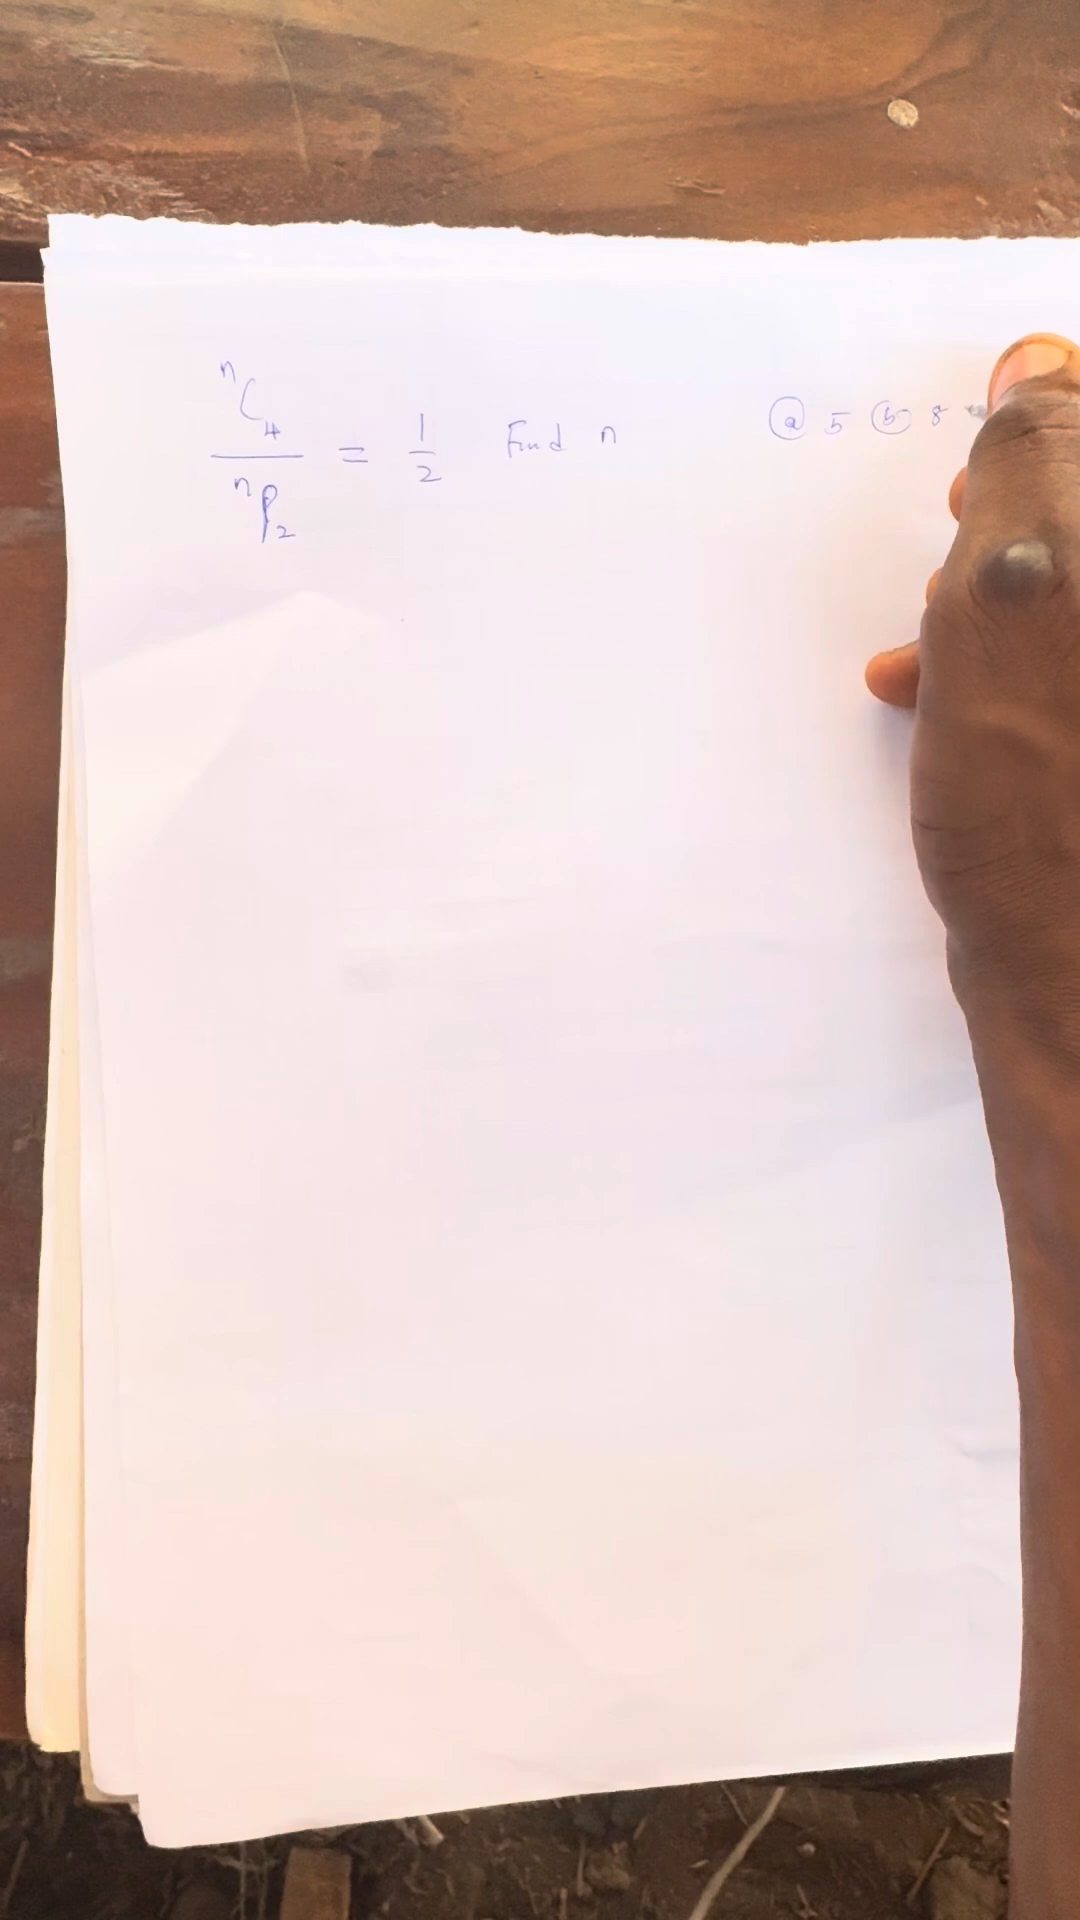 ⁿC₄ / ⁿP₂ = 1/2 Find n ⓐ 5 ⓑ 8